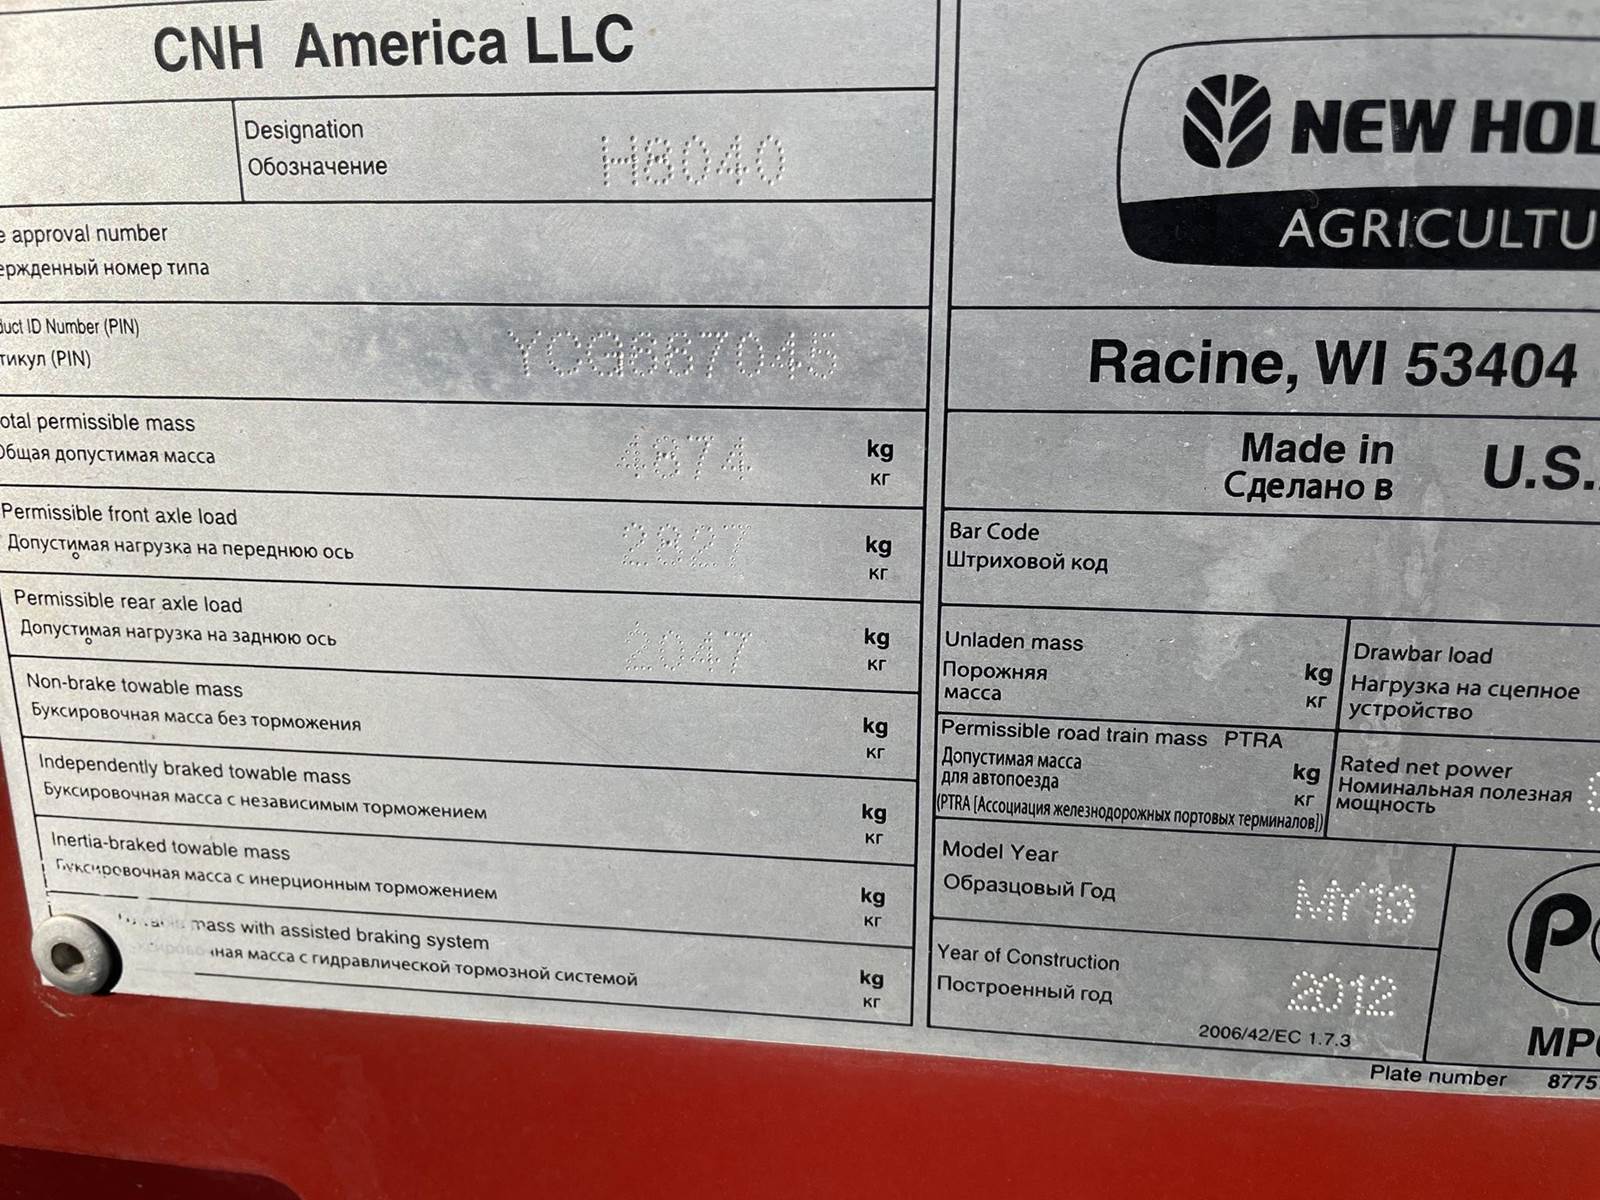 CNH America LLC
Designation
Обозначение
H8040
e approval number
ержденный номер типа
duct ID Number (PIN)
тикул (PIN)
YCG667045
otal permissible mass
Общая допустимая масса
4874
kg
кг
Permissible front axle load
Допустимая нагрузка на переднюю ось
2827
kg
кг
Permissible rear axle load
Допустимая нагрузка на заднюю ось
2047
kg
кг
Non-brake towable mass
Буксировочная масса без торможения
kg
кг
Independently braked towable mass
Буксировочная масса с независимым торможением
kg
кг
Inertia-braked towable mass
Буксировочная масса с инерционным торможением
kg
кг
mass with assisted braking system
ная масса с гидравлической тормозной системой
kg
кг
NEW HOL
AGRICULTU
Racine, WI 53404
Made in
Сделано в
U.S.
Bar Code
Штриховой код
Unladen mass
Порожняя
масса
kg
кг
Drawbar load
Нагрузка на сцепное
устройство
Permissible road train mass PTRA
Допустимая масса
для автопоезда
(PTRA [Ассоциация железнодорожных портовых терминалов])
kg
кг
Rated net power
Номинальная полезная
мощность
Model Year
Образцовый Год
MY13
Year of Construction
Построенный год
2012
2006/42/EC 1.7.3
Plate number 8775